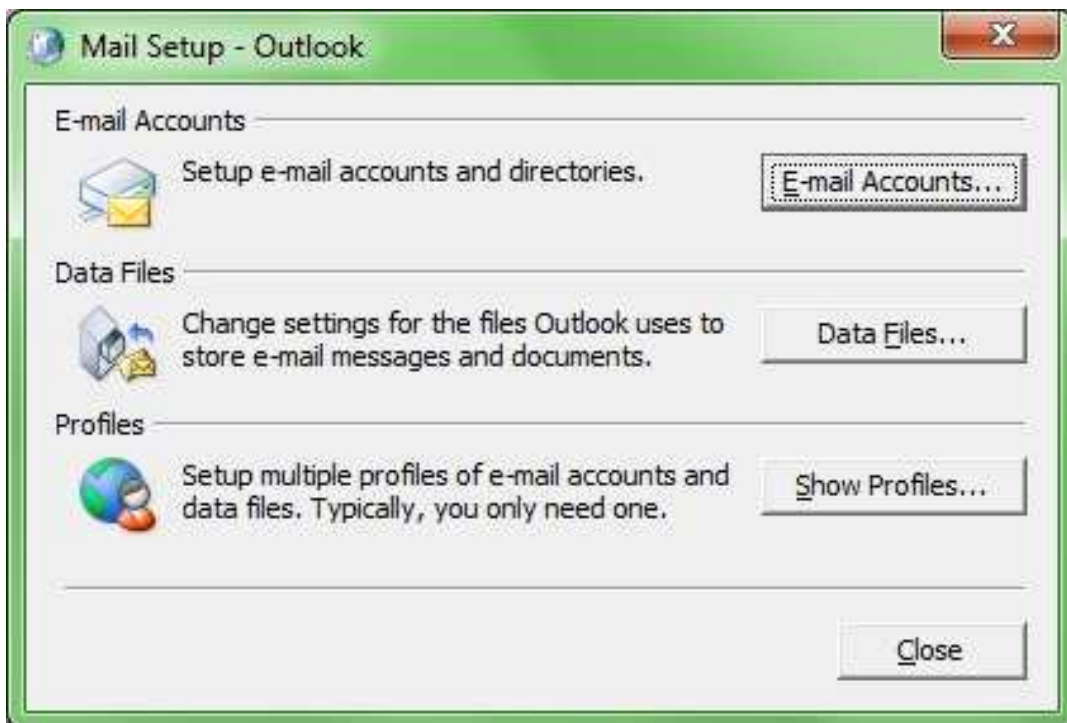 Mail Setup - Outlook
E-mail Accounts
Setup e-mail accounts and directories.
E-mail Accounts...
Data Files
Change settings for the files Outlook uses to
store e-mail messages and documents.
Data Files...
Profiles
Setup multiple profiles of e-mail accounts and
data files. Typically, you only need one.
Show Profiles...
Close